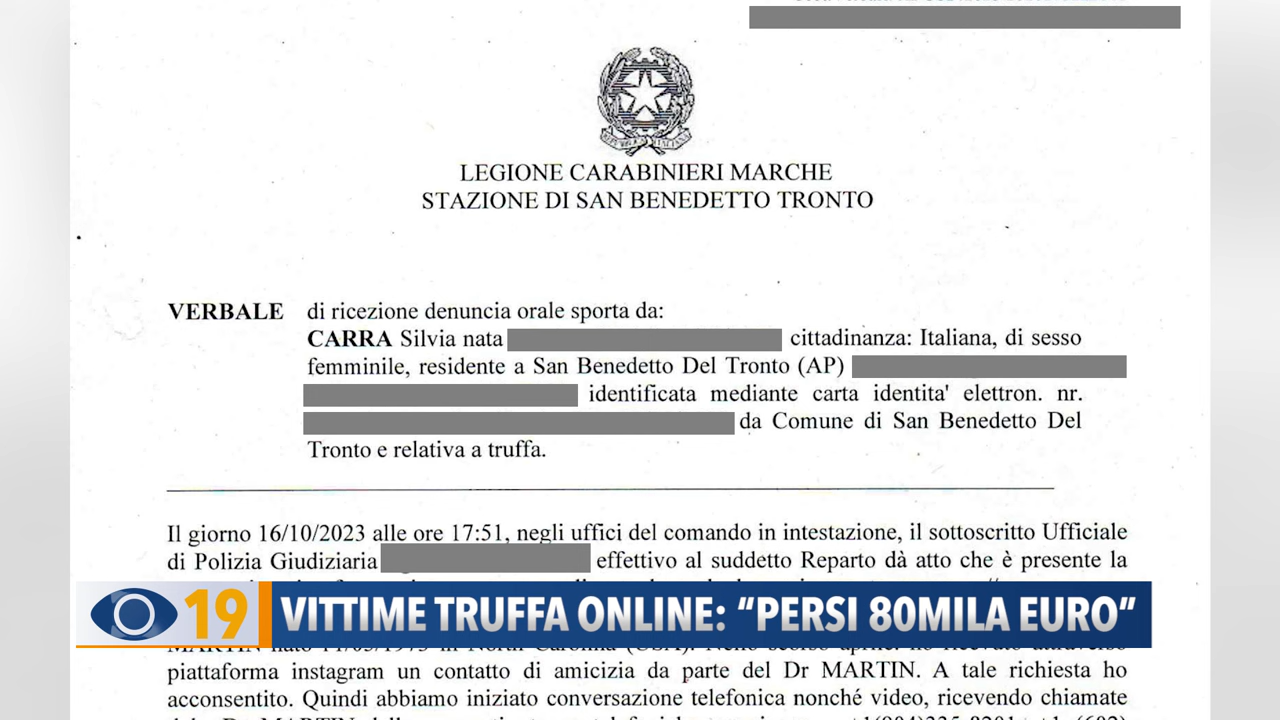 LEGIONE CARABINIERI MARCHE
STAZIONE DI SAN BENEDETTO TRONTO
VERBALE di ricezione denuncia orale sporta da:
CARRA Silvia nata cittadinanza: Italiana, di sesso
femminile, residente a San Benedetto Del Tronto (AP)
identificata mediante carta identita' elettron. nr.
da Comune di San Benedetto Del
Tronto e relativa a truffa.
Il giorno 16/10/2023 alle ore 17:51, negli uffici del comando in intestazione, il sottoscritto Ufficiale
di Polizia Giudiziaria effettivo al suddetto Reparto dà atto che è presente la
19 VITTIME TRUFFA ONLINE: “PERSI 80MILA EURO”
piattaforma instagram un contatto di amicizia da parte del Dr MARTIN. A tale richiesta ho
acconsentito. Quindi abbiamo iniziato conversazione telefonica nonché video, ricevendo chiamate